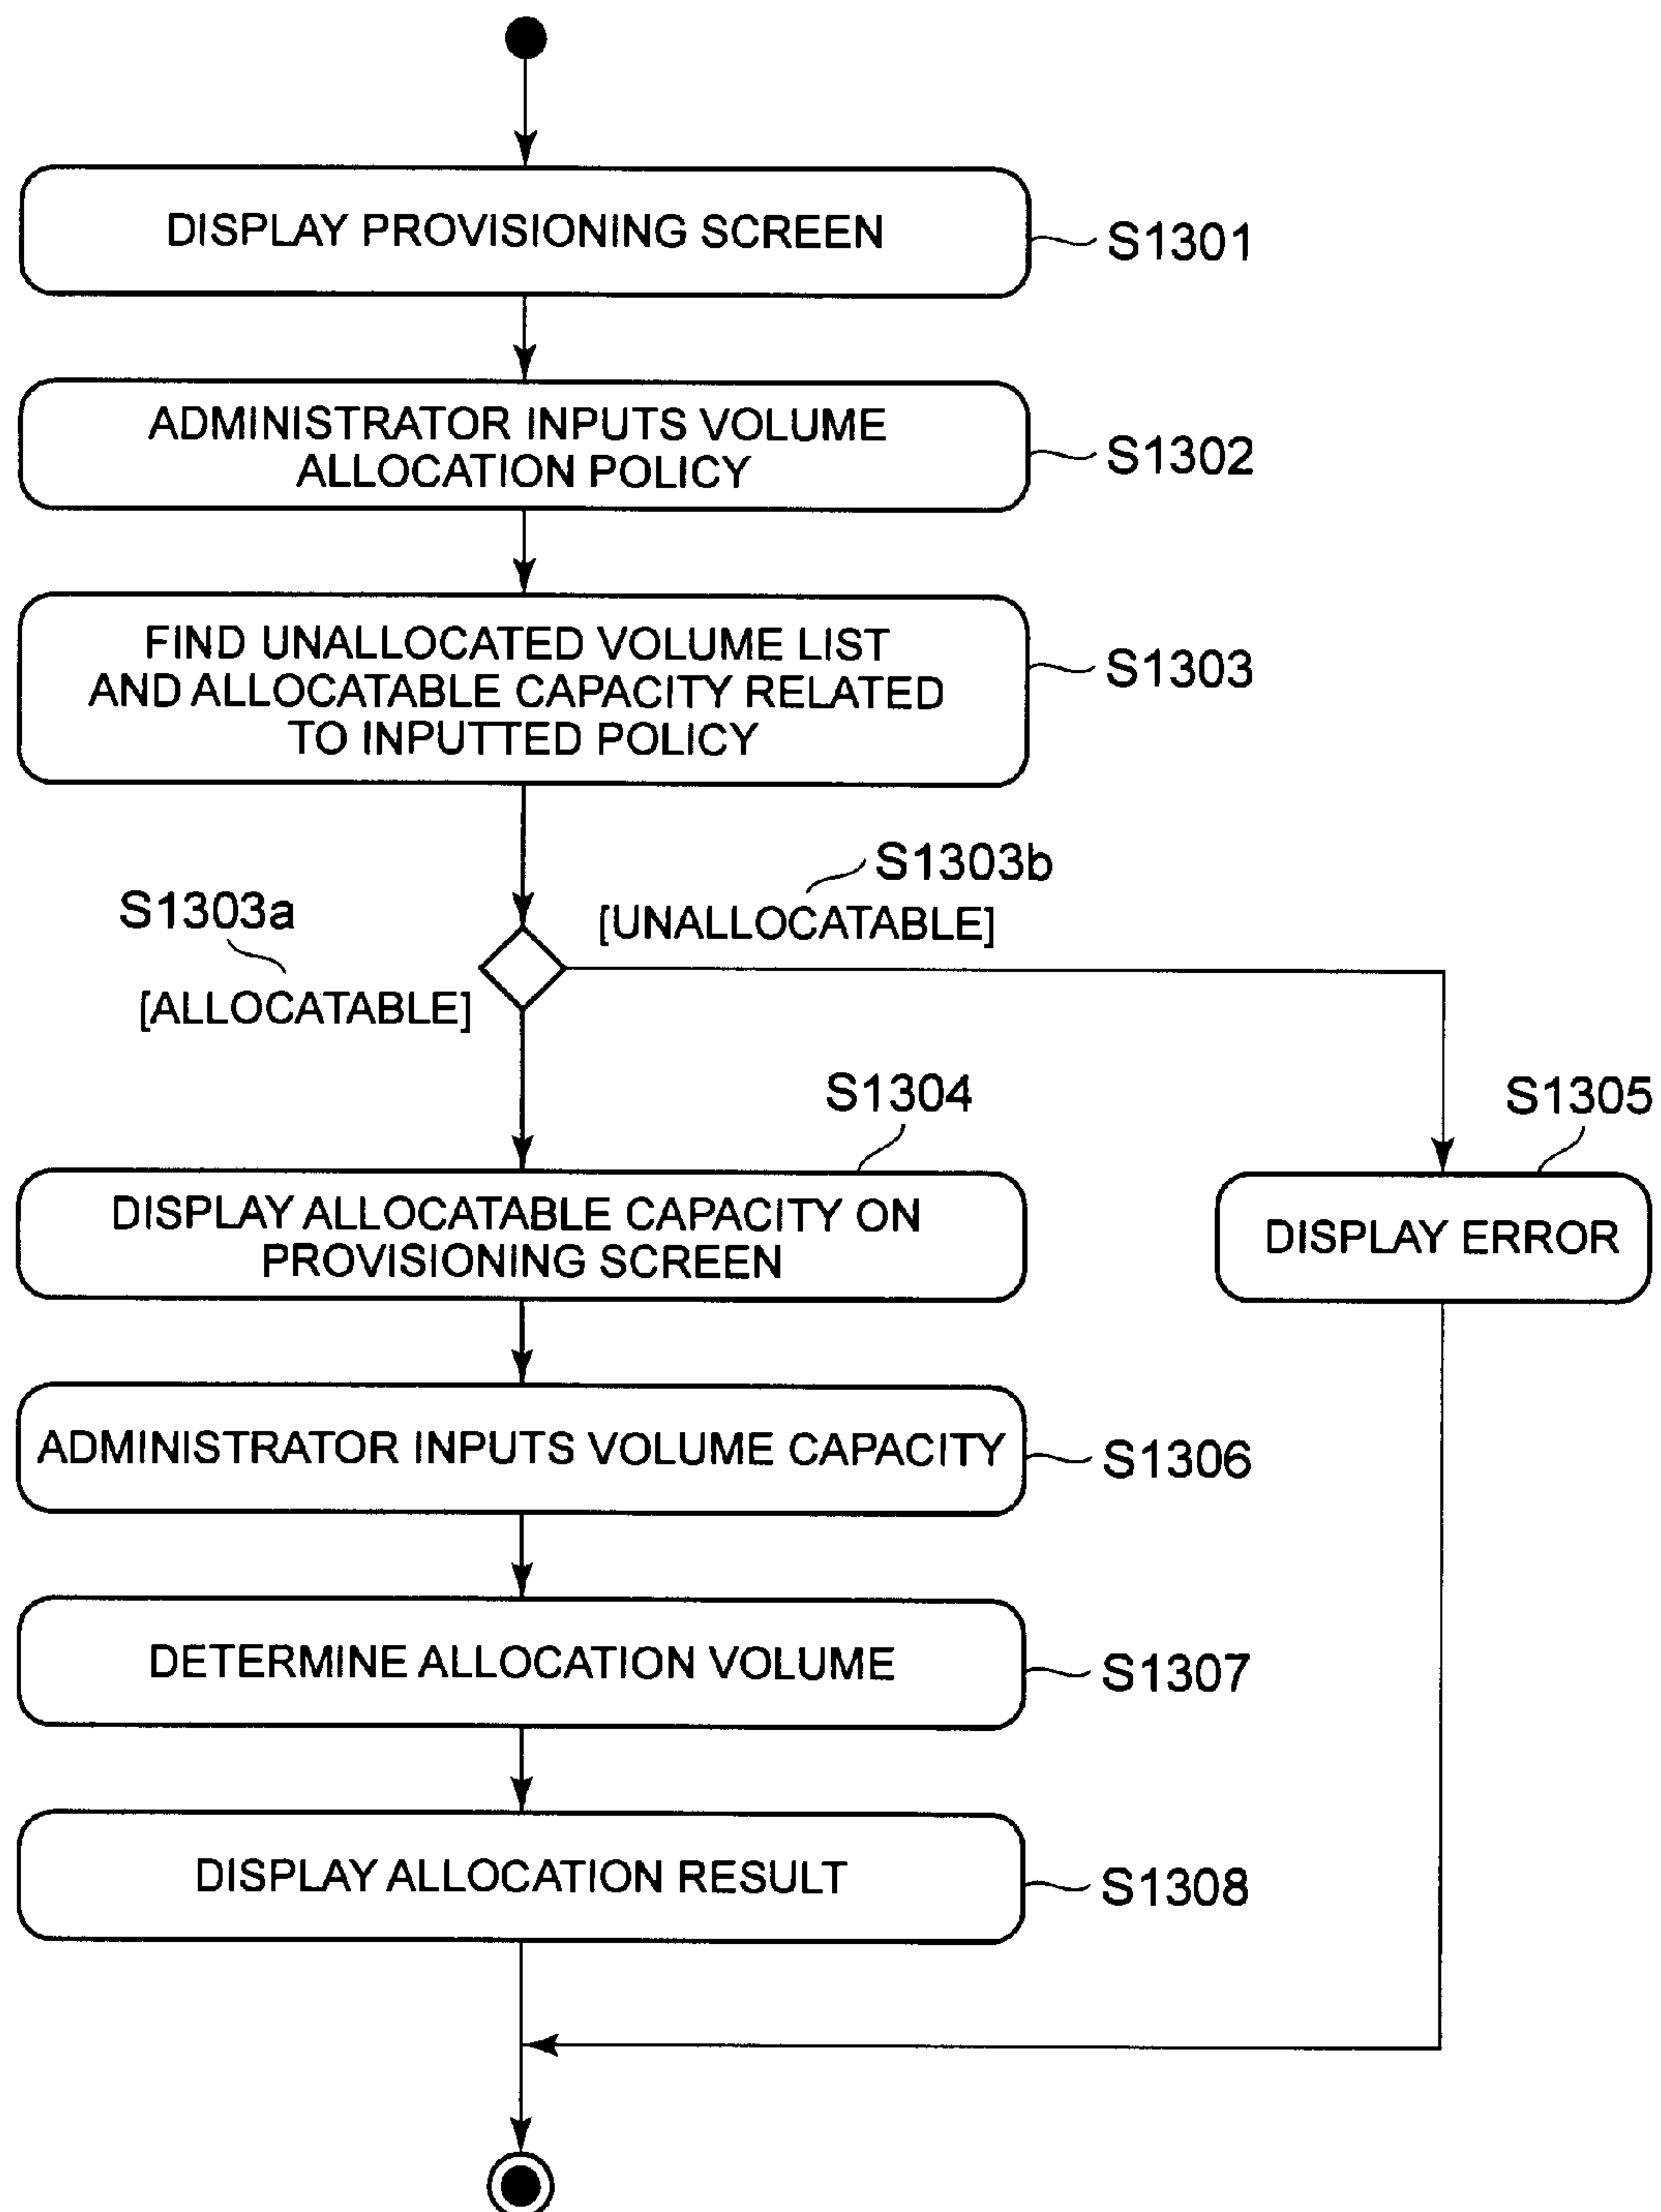 DISPLAY PROVISIONING SCREEN
S1301
ADMINISTRATOR INPUTS VOLUME
ALLOCATION POLICY
S1302
FIND UNALLOCATED VOLUME LIST
AND ALLOCATABLE CAPACITY RELATED
TO INPUTTED POLICY
S1303
S1303b
[UNALLOCATABLE]
S1303a
[ALLOCATABLE]
S1304
DISPLAY ALLOCATABLE CAPACITY ON
PROVISIONING SCREEN
S1305
DISPLAY ERROR
ADMINISTRATOR INPUTS VOLUME CAPACITY
S1306
DETERMINE ALLOCATION VOLUME
S1307
DISPLAY ALLOCATION RESULT
S1308